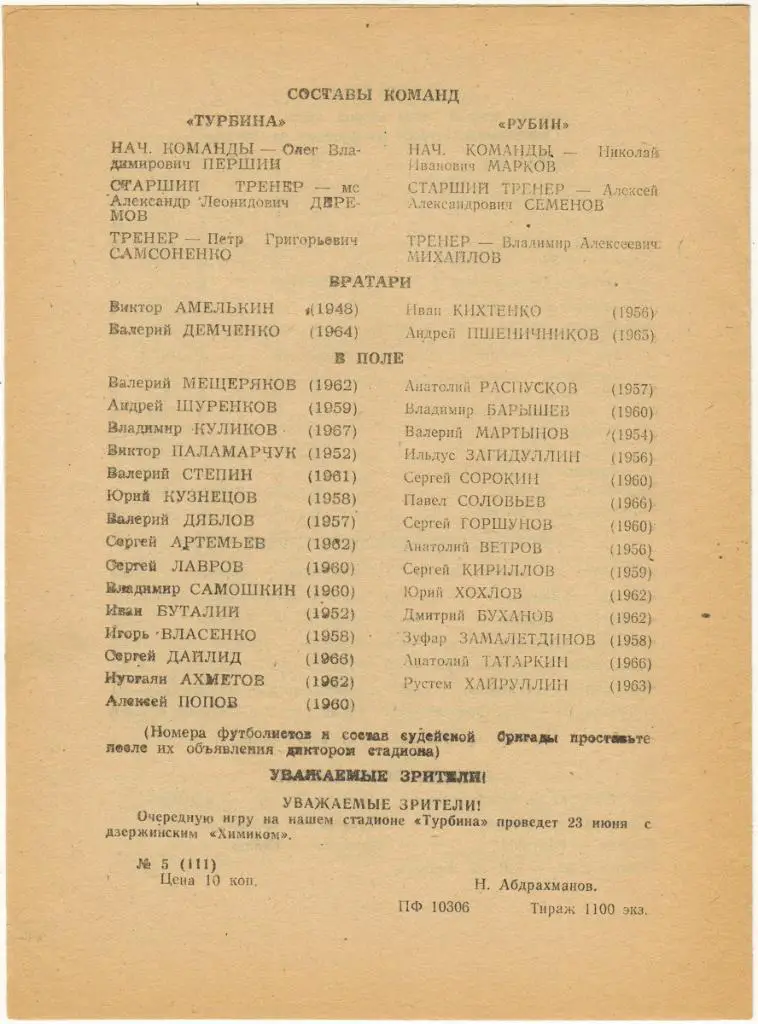 СОСТАВЫ КОМАНД
«ТУРБИНА»
НАЧ. КОМАНДЫ — Олег Вла-
димирович ПЕРШИН
СТАРШИЙ ТРЕНЕР — мс
Александр Леонидович ДЕРЕ-
МОВ
ТРЕНЕР — Петр Григорьевич
САМСОНЕНКО
«РУБИН»
НАЧ. КОМАНДЫ — Николай
Иванович МАРКОВ
СТАРШИЙ ТРЕНЕР — Алексей
Александрович СЕМЕНОВ
ТРЕНЕР — Владимир Алексеевич
МИХАЙЛОВ
ВРАТАРИ
Виктор АМЕЛЬКИН (1948)
Валерий ДЕМЧЕНКО (1964)
Иван КИХТЕНКО (1956)
Андрей ПШЕНИЧНИКОВ (1965)
В ПОЛЕ
Валерий МЕЩЕРЯКОВ (1962)
Андрей ШУРЕНКОВ (1959)
Владимир КУЛИКОВ (1967)
Виктор ПАЛАМАРЧУК (1952)
Валерий СТЕПИН (1961)
Юрий КУЗНЕЦОВ (1958)
Валерий ДЯБЛОВ (1957)
Сергей АРТЕМЬЕВ (1962)
Сергей ЛАВРОВ (1960)
Владимир САМОШКИН (1960)
Иван БУТАЛИЙ (1952)
Игорь ВЛАСЕНКО (1958)
Сергей ДАЙЛИД (1966)
АХМЕТОВ (1962)
Алексей ПОПОВ (1960)
Анатолий РАСПУСКОВ (1957)
Владимир БАРЫШЕВ (1960)
Валерий МАРТЫНОВ (1954)
Ильдус ЗАГИДУЛЛИН (1956)
Сергей СОРОКИН (1960)
Павел СОЛОВЬЕВ (1966)
Сергей ГОРШУНОВ (1960)
Анатолий ВЕТРОВ (1956)
Сергей КИРИЛЛОВ (1959)
Юрий ХОХЛОВ (1962)
Дмитрий БУХАНОВ (1962)
Зуфар ЗАМАЛЕТДИНОВ (1958)
Анатолий ТАТАРКИН (1966)
Рустем ХАЙРУЛЛИН (1963)
(Номера футболистов и состав судейской бригады проставьте
после их объявления диктором стадиона)
УВАЖАЕМЫЕ ЗРИТЕЛИ!
УВАЖАЕМЫЕ ЗРИТЕЛИ!
Очередную игру на нашем стадионе «Турбина» проведет 23 июня с
дзержинским «Химиком».
№ 5 (111)
Цена 10 коп.
Н. Абдрахманов.
ПФ 10306 Тираж 1100 экз.